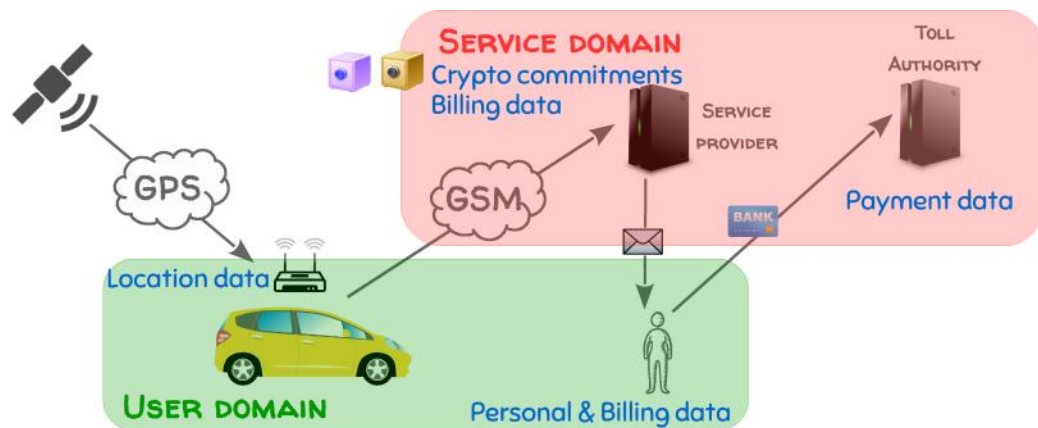 SERVICE DOMAIN
Crypto commitments
Billing data
TOLL
AUTHORITY
SERVICE
PROVIDER
GPS
GSM
BANK
Payment data
Location data
USER DOMAIN
Personal & Billing data